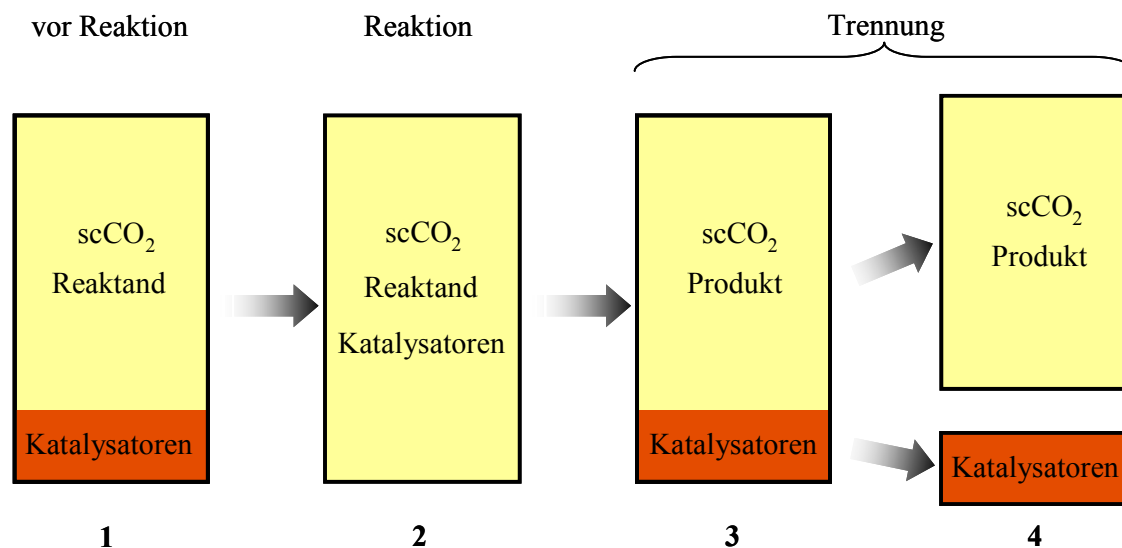 vor Reaktion
Reaktion
Trennung
scCO₂
Reaktand
Katalysatoren
scCO₂
Reaktand
Katalysatoren
scCO₂
Produkt
Katalysatoren
scCO₂
Produkt
Katalysatoren
1
2
3
4